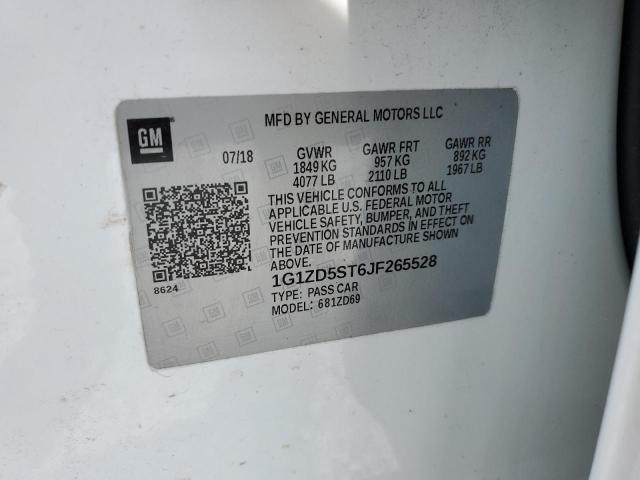 MFD BY GENERAL MOTORS LLC
GM
07/18 GVWR GAWR FRT GAWR RR
1849 KG 957 KG 892 KG
4077 LB 2110 LB 1967 LB
THIS VEHICLE CONFORMS TO ALL
APPLICABLE U.S. FEDERAL MOTOR
VEHICLE SAFETY, BUMPER, AND THEFT
PREVENTION STANDARDS IN EFFECT ON
THE DATE OF MANUFACTURE SHOWN
ABOVE.
8624
1G1ZD5ST6JF265528
TYPE: PASS CAR
MODEL: 681ZD69